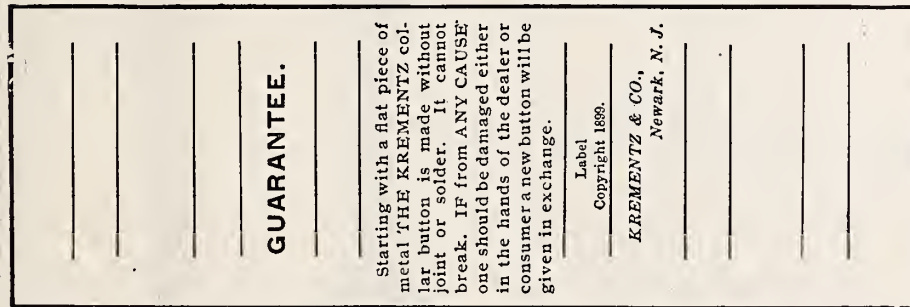 GUARANTEE.
Starting with a flat piece of
metal THE KREMENTZ col-
lar button is made without
joint or solder. It cannot
break. IF from ANY CAUSE
one should be damaged either
in the hands of the dealer or
consumer a new button will be
given in exchange.
Label
Copyright 1899.
KREMENTZ & CO.,
Newark, N. J.